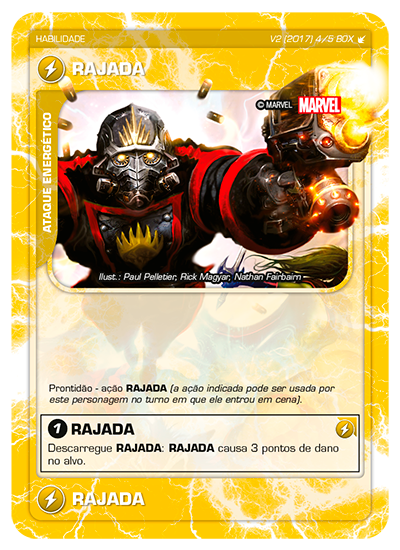 HABILIDADE
V2 (2017) 4/5 BOX
RAJADA
ATAQUE ENERGÉTICO
© MARVEL MARVEL
Ilust.: Paul Pelletier, Rick Magyar, Nathan Fairbairn
Prontidão - ação RAJADA (a ação indicada pode ser usada por
este personagem no turno em que ele entrou em cena).
1 RAJADA
Descarregue RAJADA: RAJADA causa 3 pontos de dano
no alvo.
RAJADA